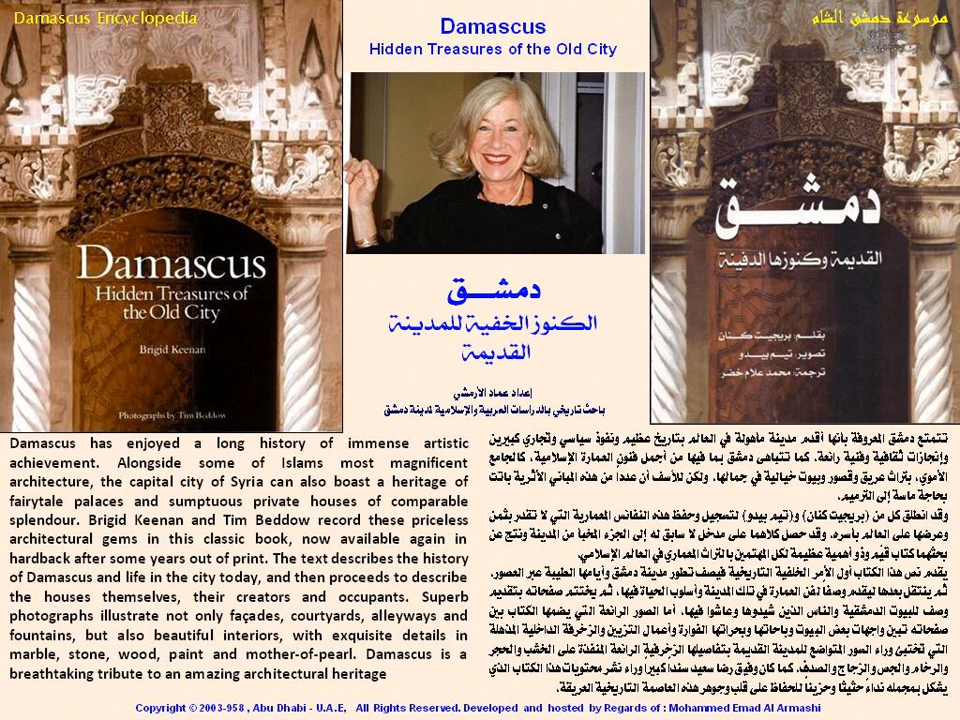 Damascus Encyclopedia
Damascus
Hidden Treasures of the Old City
موسوعة دمشق الشام
Damascus
Hidden Treasures of
the Old City
Brigid Keenan
Photographs by Tim Beddow
دمشــق
الكنوز الخفية للمدينة
القديمة
إعداد عماد الأرمشي
باحث تاريخي بالدراسات العربية والإسلامية لمدينة دمشق
دمشــق
القديمة وكنوزها الدفينة
بقلم: بريجيت كنان
تصوير: تيم بيدو
ترجمة: محمد علام خضر
Damascus has enjoyed a long history of immense artistic
achievement. Alongside some of Islams most magnificent
architecture, the capital city of Syria can also boast a heritage of
fairytale palaces and sumptuous private houses of comparable
splendour. Brigid Keenan and Tim Beddow record these priceless
architectural gems in this classic book, now available again in
hardback after some years out of print. The text describes the history
of Damascus and life in the city today, and then proceeds to describe
the houses themselves, their creators and occupants. Superb
photographs illustrate not only façades, courtyards, alleyways and
fountains, but also beautiful interiors, with exquisite details in
marble, stone, wood, paint and mother-of-pearl. Damascus is a
breathtaking tribute to an amazing architectural heritage
تتمتع دمشق المعروفة بأنها أقدم مدينة مأهولة في العالم بتاريخ عظيم ونفوذ سياسي وتجاري كبيرين
وإنجازات ثقافية وفنية رائعة، كما تتباهى دمشق بما فيها من أجمل فنون العمارة الإسلامية، كالجامع
الأموي، بتراث عريق وقصور وبيوت خيالية في جمالها، ولكن للأسف أن عددا من هذه المباني الأثرية باتت
بحاجة ماسة إلى الترميم.
وقد انطلق كل من (بريجيت كنان) و(تيم بيدو) لتسجيل وحفظ هذه النفائس المعمارية التي لا تقدر بثمن
وعرضها على العالم بأسره، وقد حصل كلاهما على مدخل لا سابق له إلى الجزء المخبأ من المدينة ونتج عن
بحثهما كتاب قيّم وذو أهمية عظيمة لكل المهتمين بالتراث المعماري في العالم الإسلامي.
يقدم نص هذا الكتاب أول الأمر الخلفية التاريخية فيصف تطور مدينة دمشق وأيامها الطيبة عبر العصور،
ثم ينتقل بعدها ليقدم وصفا لفن العمارة في تلك المدينة وأسلوب الحياة فيها، ثم يختتم صفحاته بتقديم
وصف للبيوت الدمشقية والناس الذين شيدوها وعاشوا فيها، أما الصور الرائعة التي يضمها الكتاب بين
صفحاته تبين واجهات بعض البيوت وباحاتها وبحراتها الفوارة وأعمال التزيين والزخرفة الداخلية المذهلة
التي تختبئ وراء السور المتواضع للمدينة القديمة بتفاصيلها الزخرفية الرائعة المنفذة على الخشب والحجر
والرخام والجص والزجاج والصدف. كما كان وفيق رضا سعيد سندا كبيرا وراء نشر محتويات هذا الكتاب الذي
يشكل بمجمله نداء حثيثا وحزينا للحفاظ على قلب وجوهر هذه العاصمة التاريخية العريقة.
Copyright © 2003-958 , Abu Dhabi - U.A.E, All Rights Reserved. Developed and hosted by Regards of : Mohammed Emad Al Armashi